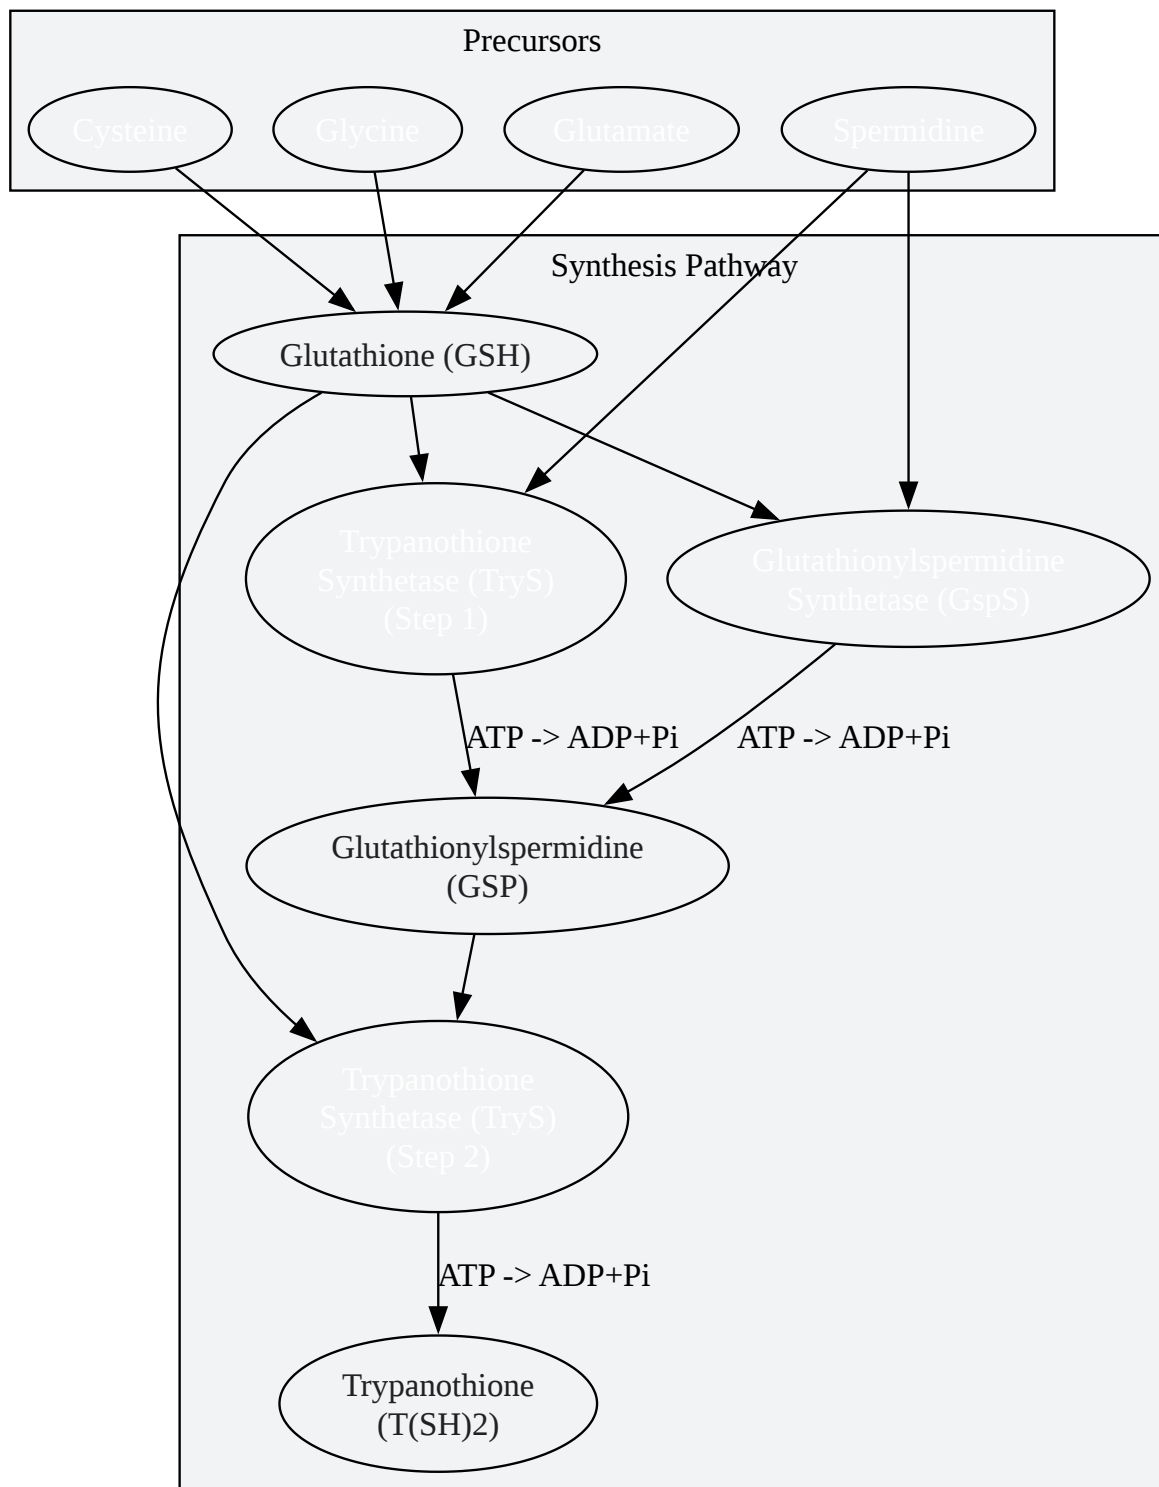 Precursors
Cysteine
Glycine
Glutamate
Spermidine
Synthesis Pathway
Glutathione (GSH)
Trypanothione
Synthetase (TryS)
(Step 1)
Glutathionylspermidine
Synthetase (GspS)
ATP -> ADP+Pi
ATP -> ADP+Pi
Glutathionylspermidine
(GSP)
Trypanothione
Synthetase (TryS)
(Step 2)
ATP -> ADP+Pi
Trypanothione
(T(SH)2)